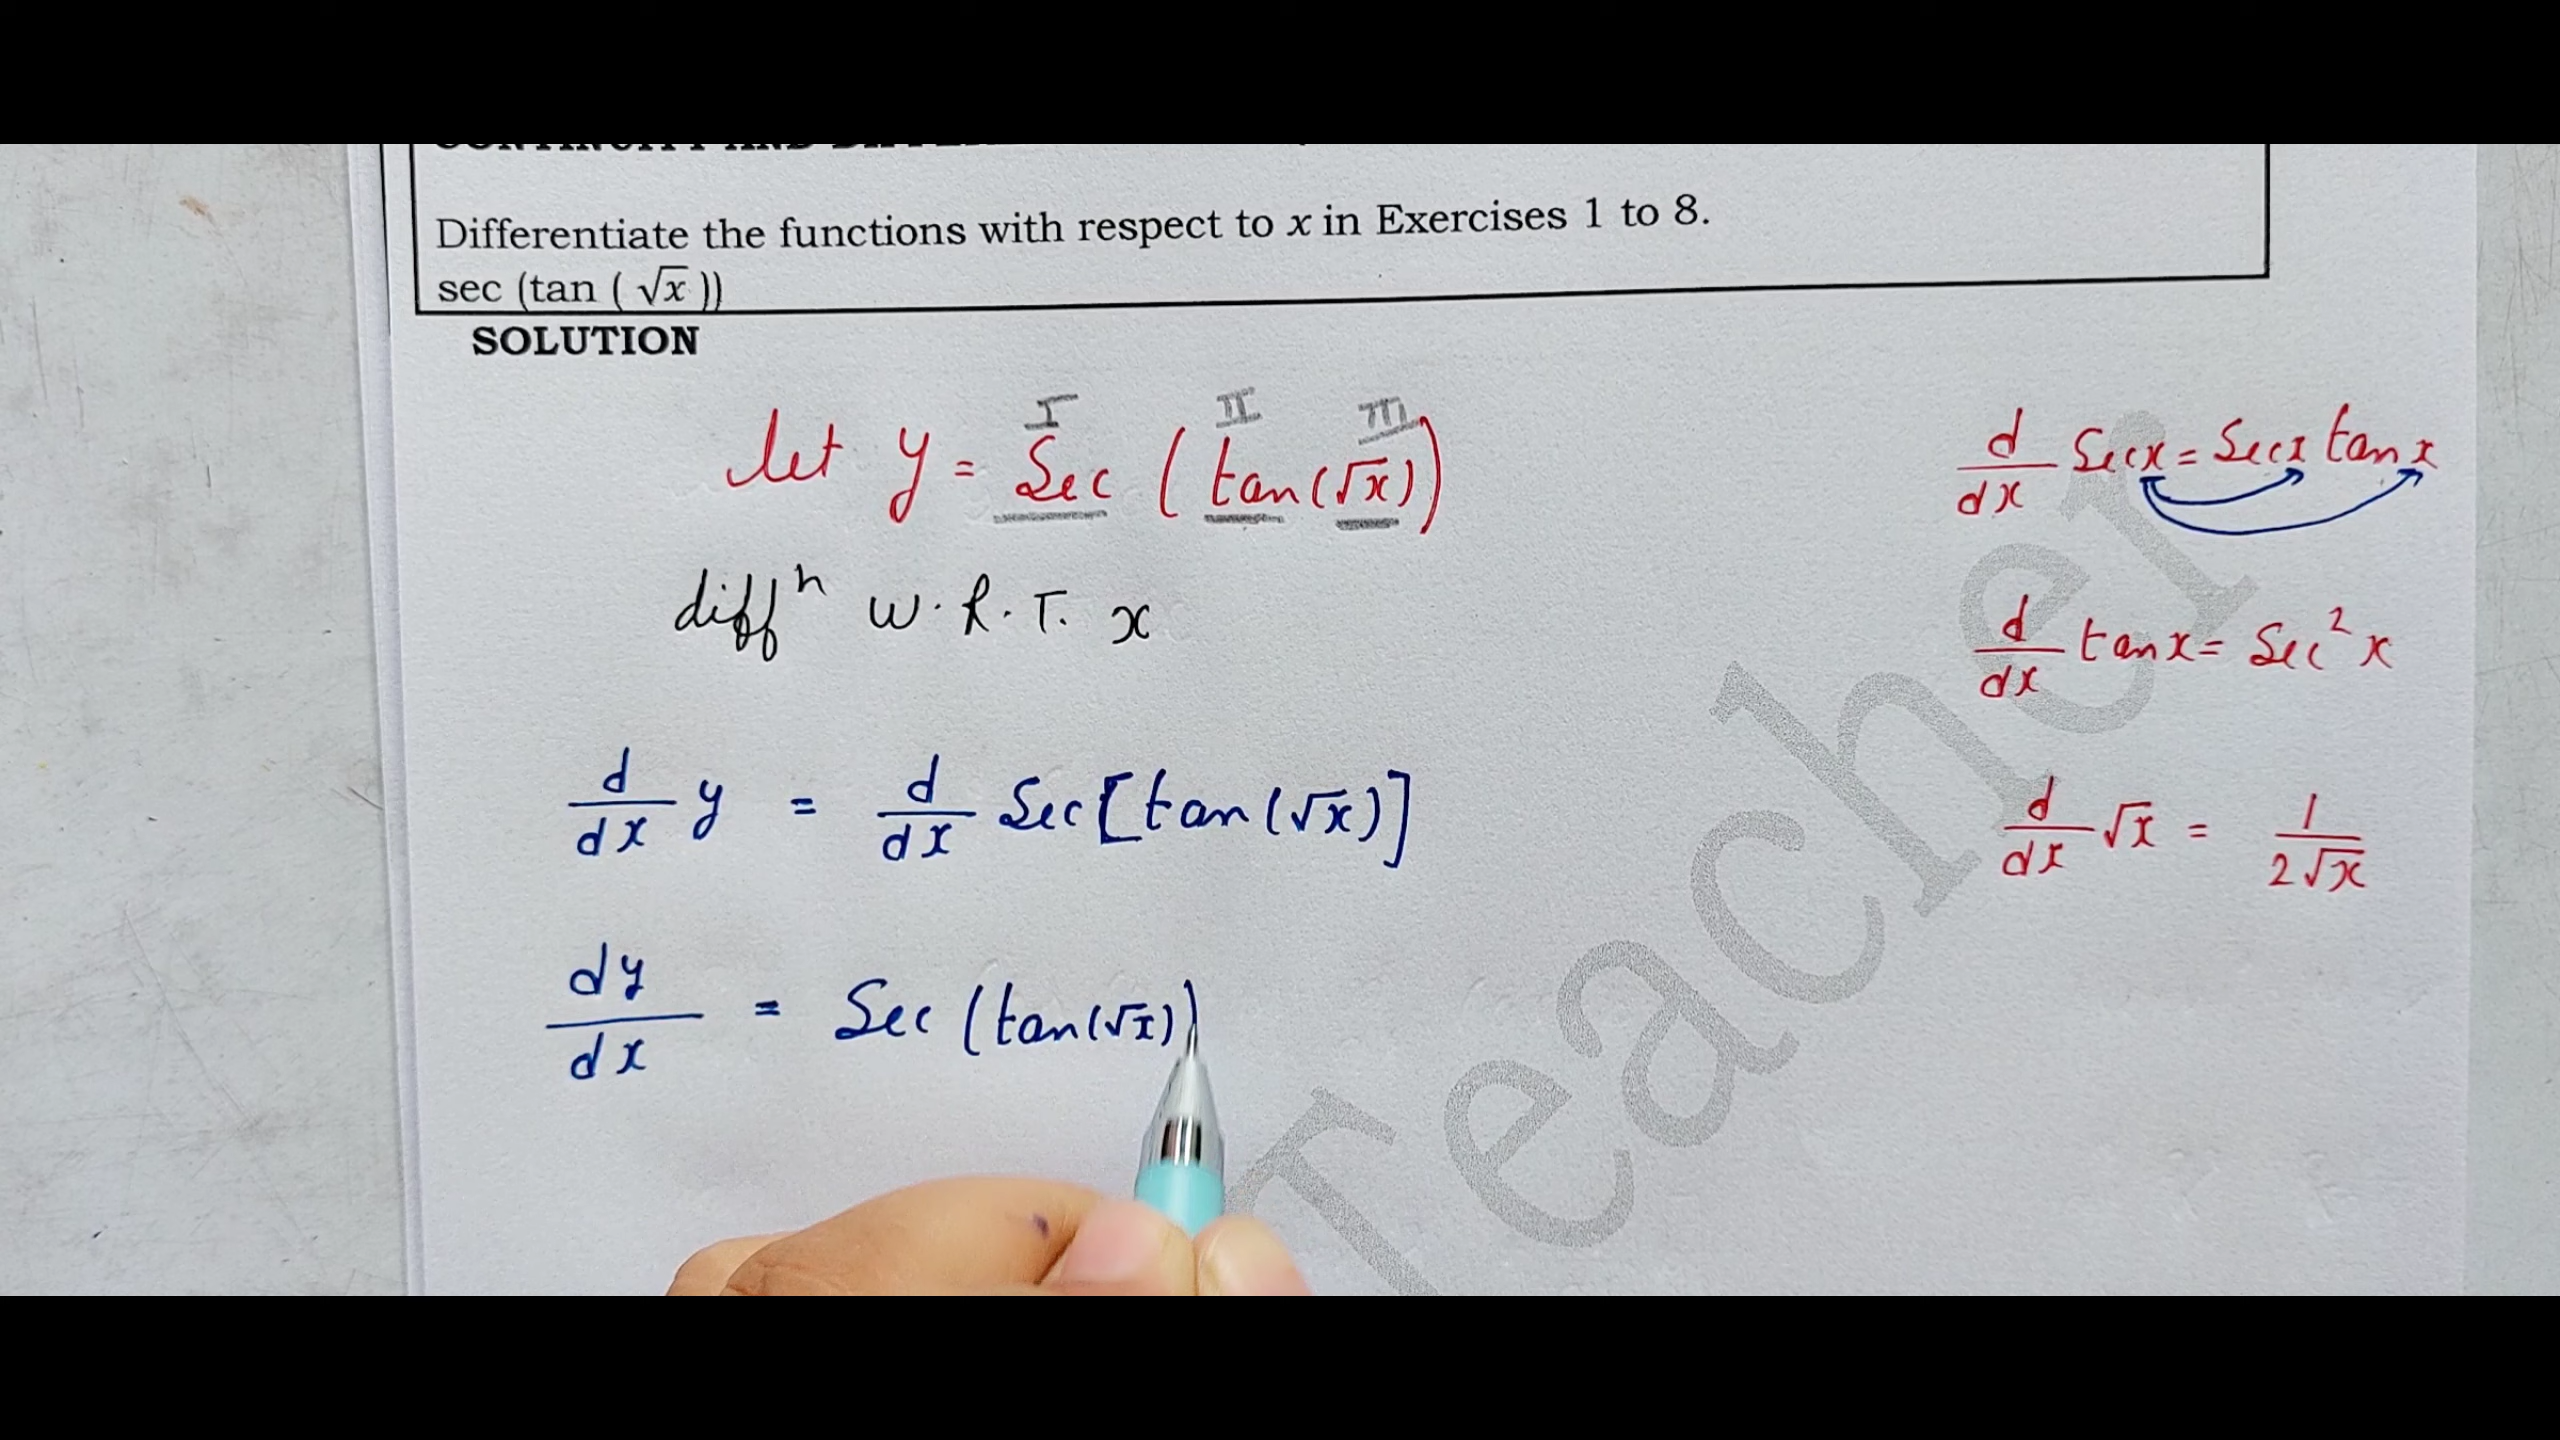 Differentiate the functions with respect to x in Exercises 1 to 8.
sec (tan ( √x ))
SOLUTION
I II III
let y = Sec (tan(√x))
diffⁿ W.R.T. x
d/dx y = d/dx Sec[tan(√x)]
dy/dx = Sec (tan(√x))
d/dx Secx = Secx tanx
d/dx tanx = Sec²x
d/dx √x = 1/2√x
Teacher